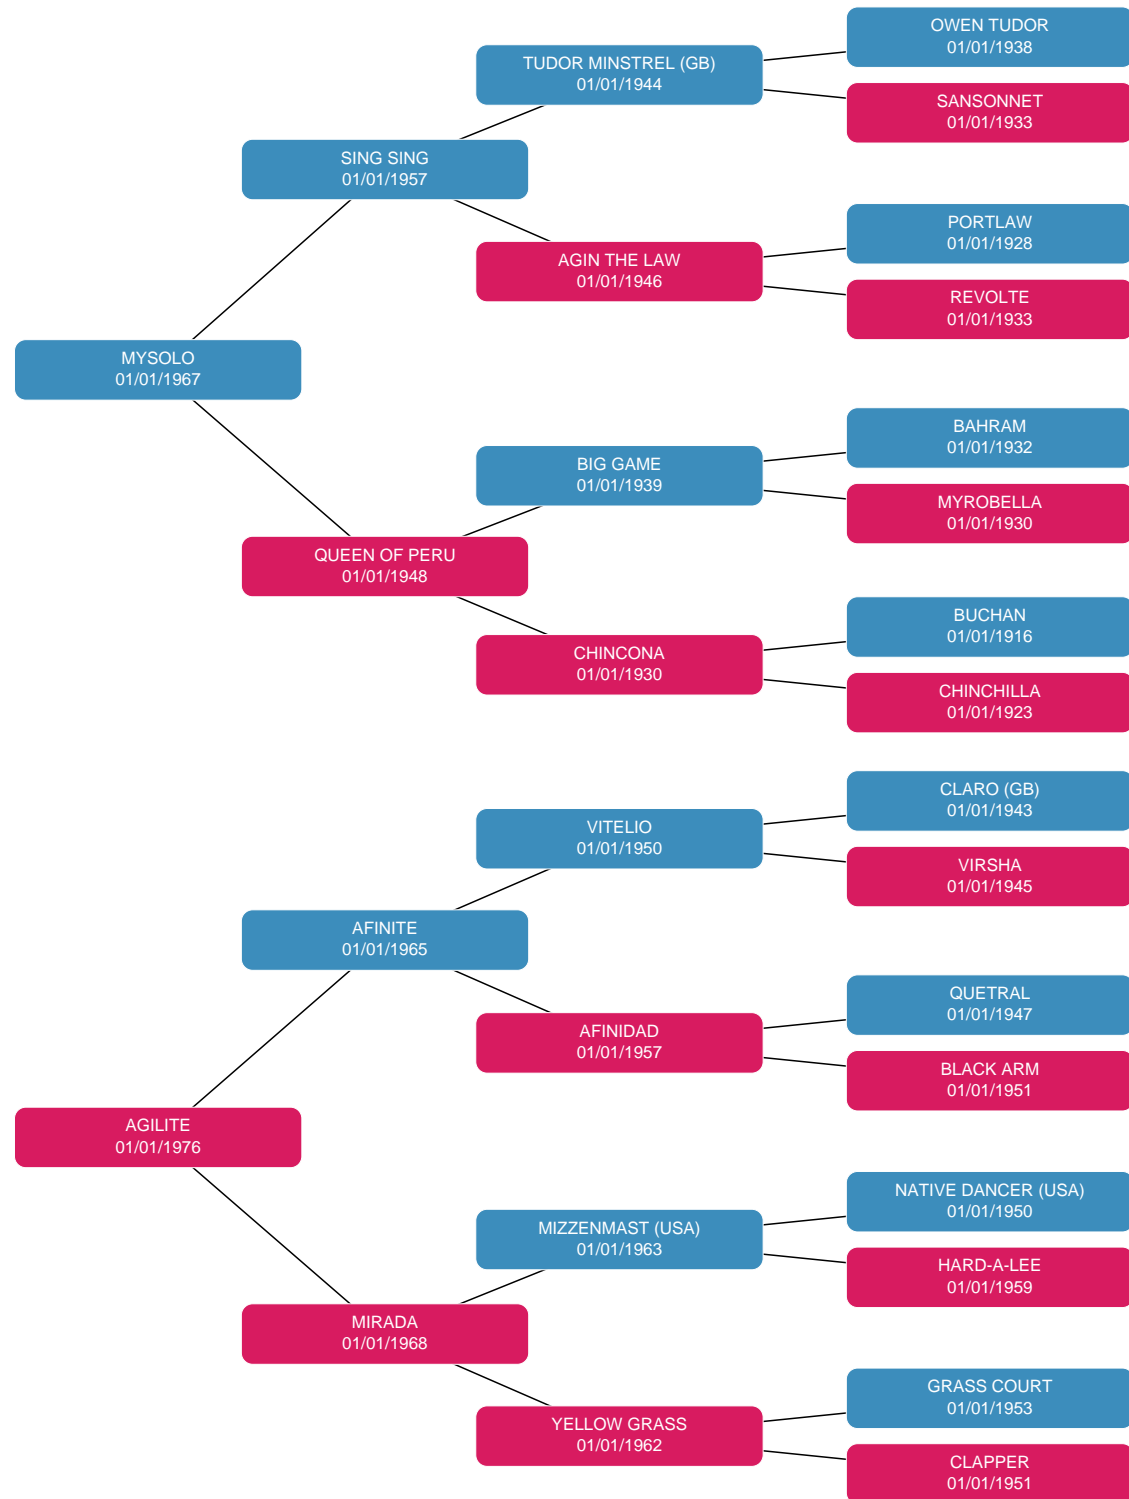 OWEN TUDOR
01/01/1938
TUDOR MINSTREL (GB)
01/01/1944
SANSONNET
01/01/1933
SING SING
01/01/1957
PORTLAW
01/01/1928
AGIN THE LAW
01/01/1946
REVOLTE
01/01/1933
MYSOLO
01/01/1967
BAHRAM
01/01/1932
BIG GAME
01/01/1939
MYROBELLA
01/01/1930
QUEEN OF PERU
01/01/1948
BUCHAN
01/01/1916
CHINCONA
01/01/1930
CHINCHILLA
01/01/1923
CLARO (GB)
01/01/1943
VITELIO
01/01/1950
VIRSHA
01/01/1945
AFINITE
01/01/1965
QUETRAL
01/01/1947
AFINIDAD
01/01/1957
BLACK ARM
01/01/1951
AGILITE
01/01/1976
NATIVE DANCER (USA)
01/01/1950
MIZZENMAST (USA)
01/01/1963
HARD-A-LEE
01/01/1959
MIRADA
01/01/1968
GRASS COURT
01/01/1953
YELLOW GRASS
01/01/1962
CLAPPER
01/01/1951